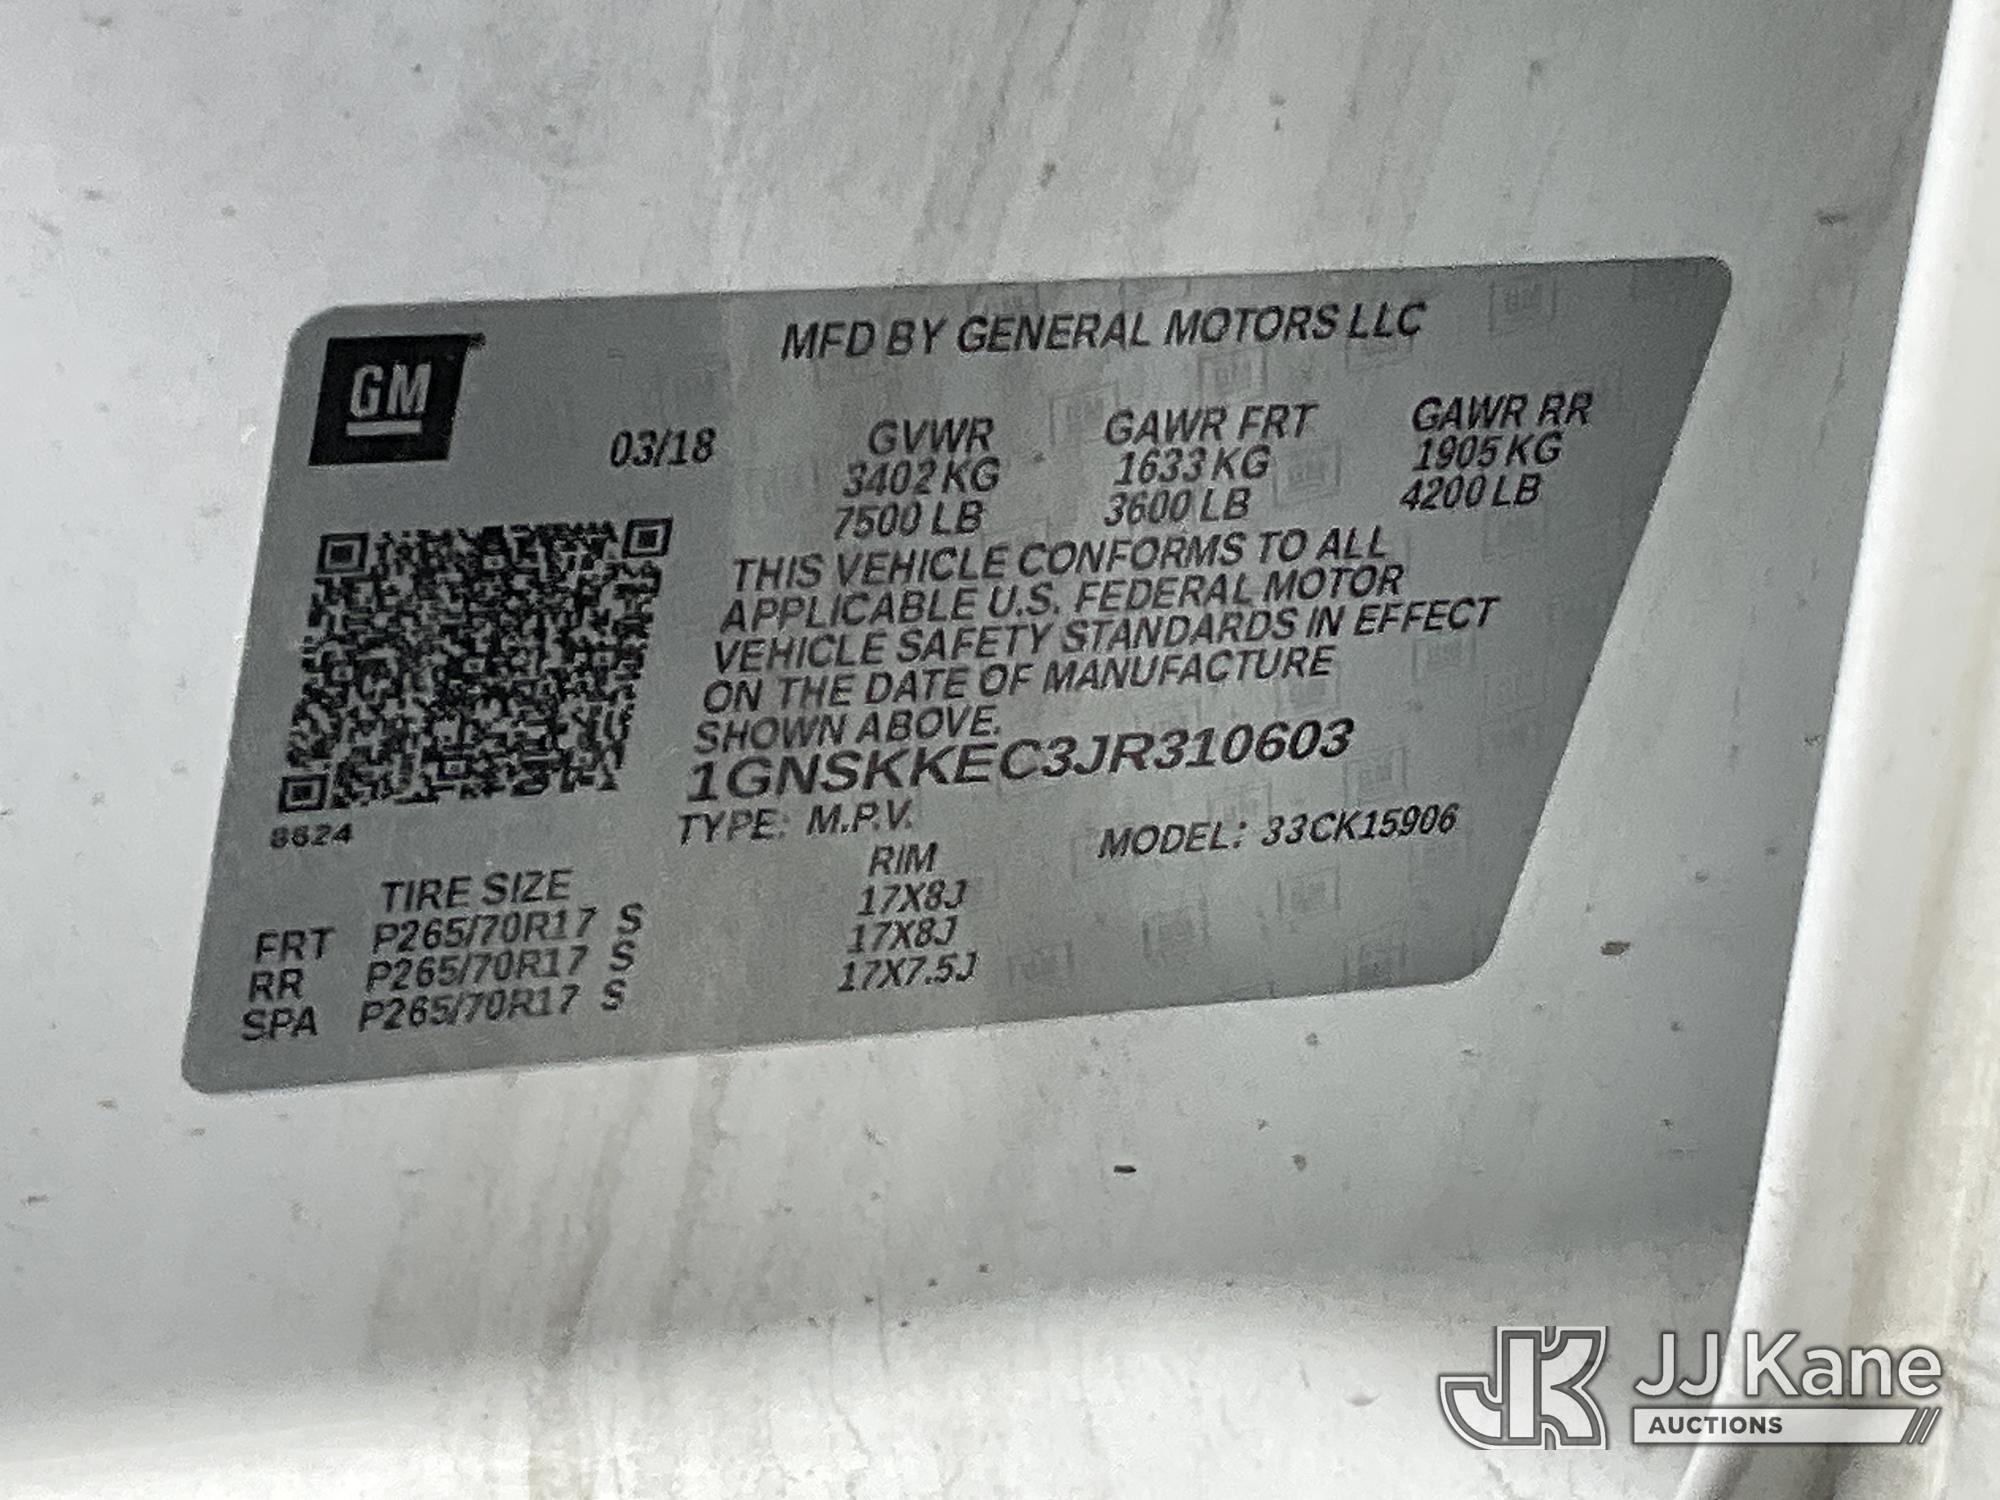 MFD BY GENERAL MOTORS LLC
GM
03/18 GVWR GAWR FRT GAWR RR
3402 KG 1633 KG 1905 KG
7500 LB 3600 LB 4200 LB
THIS VEHICLE CONFORMS TO ALL
APPLICABLE U.S. FEDERAL MOTOR
VEHICLE SAFETY STANDARDS IN EFFECT
ON THE DATE OF MANUFACTURE
SHOWN ABOVE.
1GNSKKEC3JR310603
8624
TYPE: M.P.V. MODEL: 33CK15906
TIRE SIZE RIM
FRT P265/70R17 S 17X8J
RR P265/70R17 S 17X8J
SPA P265/70R17 S 17X7.5J
JK JJ Kane
AUCTIONS